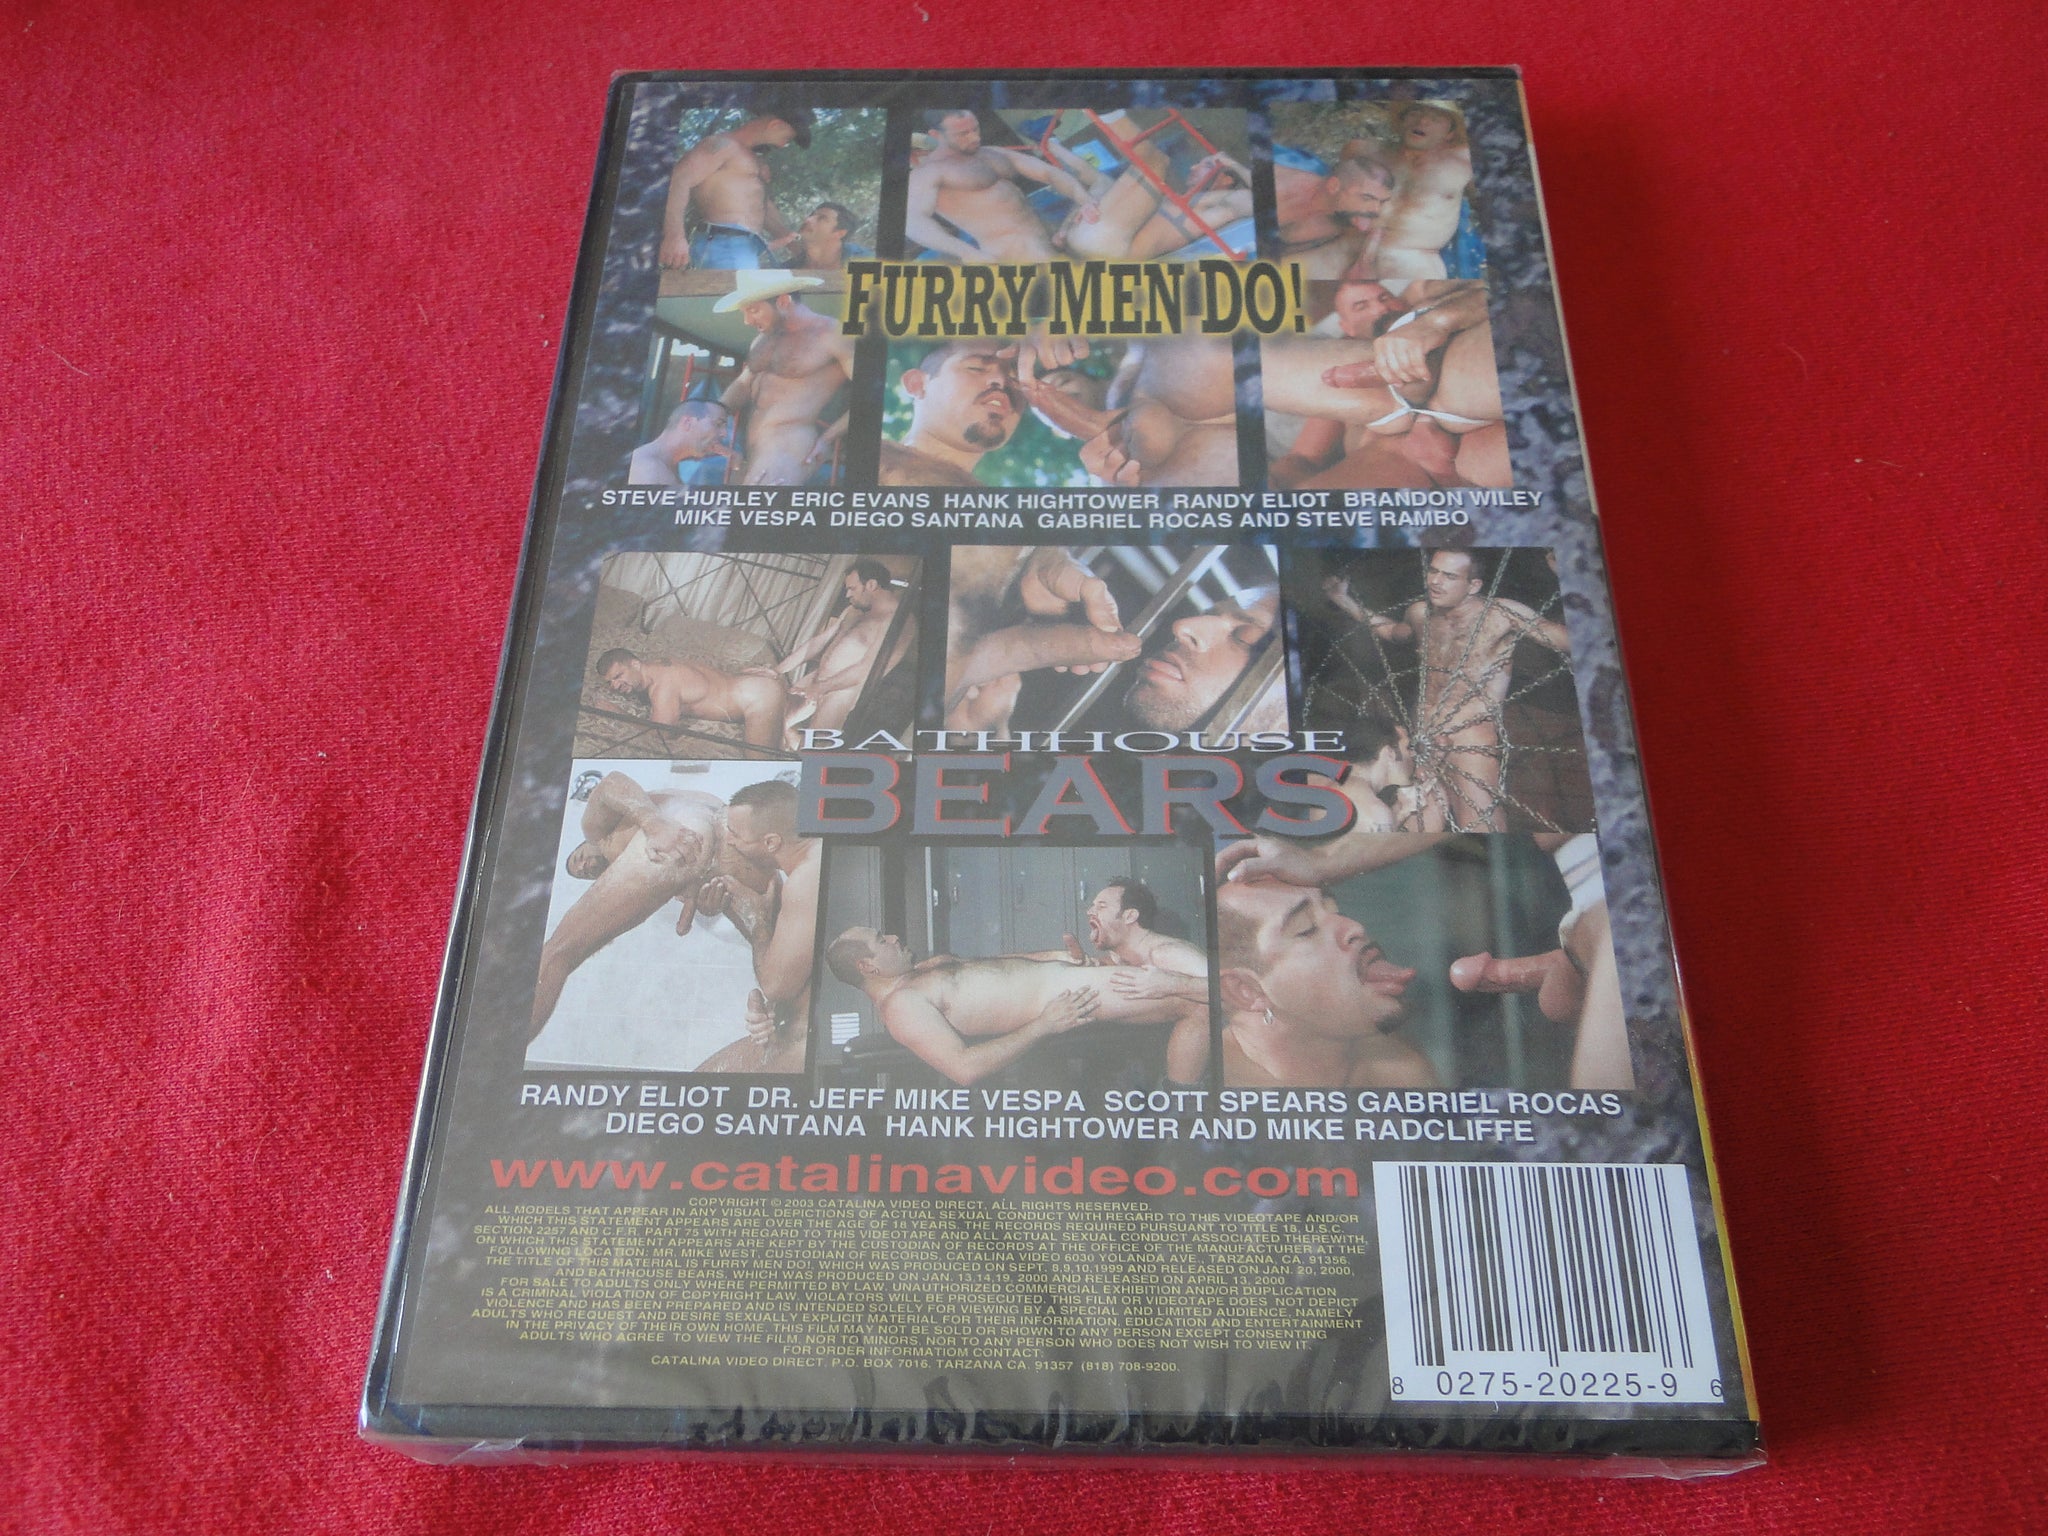 FURRY MEN DO!
STEVE HURLEY ERIC EVANS HANK HIGHTOWER RANDY ELIOT BRANDON WILEY
MIKE VESPA DIEGO SANTANA GABRIEL ROCAS AND STEVE RAMBO
BATHHOUSE
BEARS
RANDY ELIOT DR. JEFF MIKE VESPA SCOTT SPEARS GABRIEL ROCAS
DIEGO SANTANA HANK HIGHTOWER AND MIKE RADCLIFFE
www.catalinavideo.com
COPYRIGHT © 2003 CATALINA VIDEO DIRECT. ALL RIGHTS RESERVED.
ALL MODELS THAT APPEAR IN ANY VISUAL DEPICTIONS OF ACTUAL SEXUAL CONDUCT WITH REGARD TO THIS VIDEOTAPE AND/OR
WHICH THIS STATEMENT APPEARS ARE OVER THE AGE OF 18 YEARS. THE RECORDS REQUIRED PURSUANT TO TITLE 18, U.S.C.
SECTION 2257 AND C.F.R. PART 75 WITH REGARD TO THIS VIDEOTAPE AND ALL ACTUAL SEXUAL CONDUCT ASSOCIATED THEREWITH,
ON WHICH THIS STATEMENT APPEARS ARE KEPT BY THE CUSTODIAN OF RECORDS AT THE OFFICE OF THE MANUFACTURER AT THE
FOLLOWING LOCATION: MR. MIKE WEST, CUSTODIAN OF RECORDS, CATALINA VIDEO 6030 YOLANDA AVE., TARZANA, CA. 91356.
THE TITLE OF THIS MATERIAL IS FURRY MEN DO!, WHICH WAS PRODUCED ON SEPT. 8,9,10,1999 AND RELEASED ON JAN. 20, 2000,
AND BATHHOUSE BEARS, WHICH WAS PRODUCED ON JAN. 13,14,19, 2000 AND RELEASED ON APRIL 13, 2000
FOR SALE TO ADULTS ONLY WHERE PERMITTED BY LAW. UNAUTHORIZED COMMERCIAL EXHIBITION AND/OR DUPLICATION
IS A CRIMINAL VIOLATION OF COPYRIGHT LAW. VIOLATORS WILL BE PROSECUTED. THIS FILM OR VIDEOTAPE DOES NOT DEPICT
VIOLENCE AND HAS BEEN PREPARED AND IS INTENDED SOLELY FOR VIEWING BY A SPECIAL AND LIMITED AUDIENCE, NAMELY
ADULTS WHO REQUEST AND DESIRE SEXUALLY EXPLICIT MATERIAL FOR THEIR INFORMATION, EDUCATION AND ENTERTAINMENT
IN THE PRIVACY OF THEIR OWN HOME. THIS FILM MAY NOT BE SOLD OR SHOWN TO ANY PERSON EXCEPT CONSENTING
ADULTS WHO AGREE TO VIEW THE FILM, NOR TO MINORS, NOR TO ANY PERSON WHO DOES NOT WISH TO VIEW IT.
FOR ORDER INFORMATIOM CONTACT:
CATALINA VIDEO DIRECT, P.O. BOX 7016, TARZANA CA. 91357 (818) 708-9200.
8 0275-20225-9 6